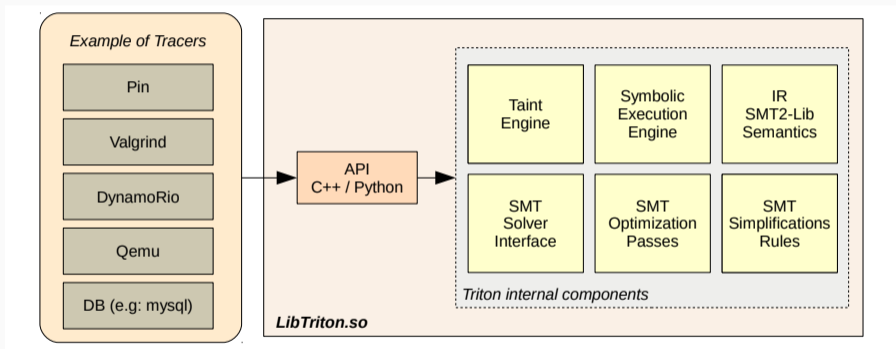 Example of Tracers
Pin
Valgrind
DynamoRio
Qemu
DB (e.g: mysql)
API
C++ / Python
Taint
Engine
Symbolic
Execution
Engine
IR
SMT2-Lib
Semantics
SMT
Solver
Interface
SMT
Optimization
Passes
SMT
Simplifications
Rules
Triton internal components
LibTriton.so